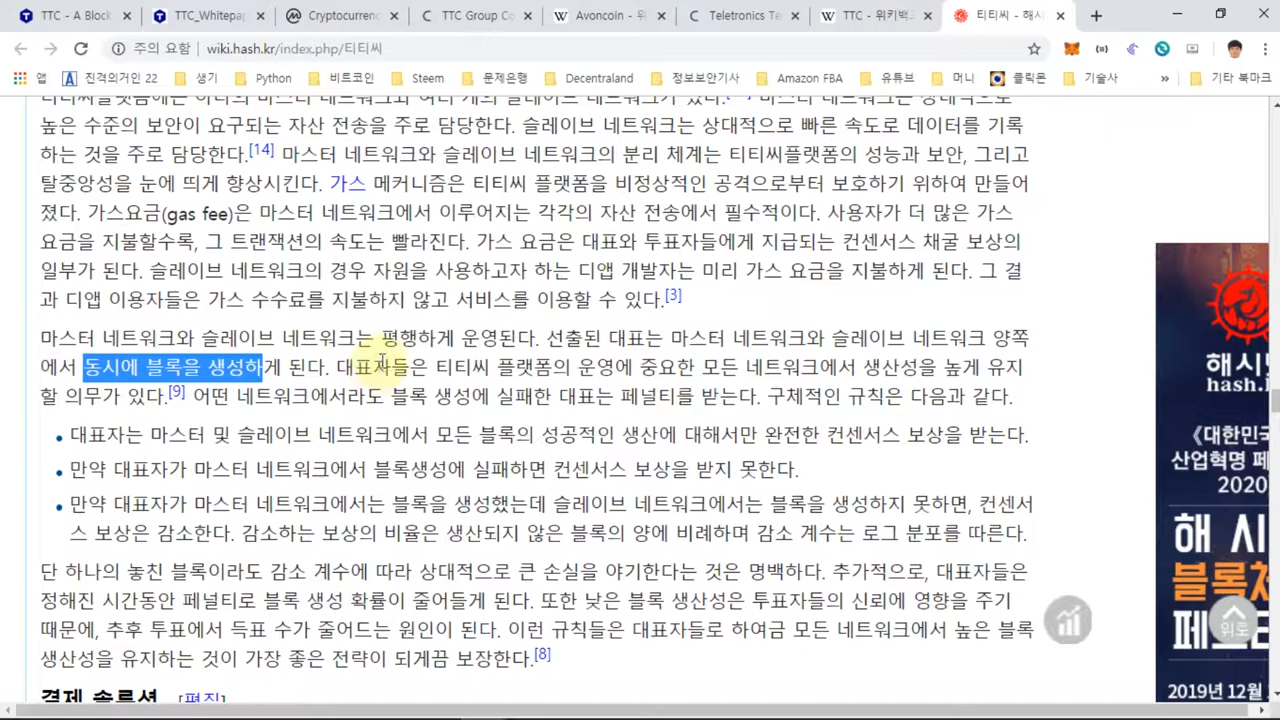 TTC - A Block
TTC_Whitepap
Cryptocurrenc
TTC Group Co
Avoncoin - 위
Teletronics Te
TTC - 위키백과
티티씨 - 해시
주의 요함
wiki.hash.kr/index.php/티티씨
앱
진격의거인 22
생기
Python
비트코인
Steem
문제은행
Decentraland
정보보안기사
Amazon FBA
유튜브
머니
클릭몬
기술사
»
기타 북마크
높은 수준의 보안이 요구되는 자산 전송을 주로 담당한다. 슬레이브 네트워크는 상대적으로 빠른 속도로 데이터를 기록
하는 것을 주로 담당한다.[14] 마스터 네트워크와 슬레이브 네트워크의 분리 체계는 티티씨플랫폼의 성능과 보안, 그리고
탈중앙성을 눈에 띄게 향상시킨다. 가스 메커니즘은 티티씨 플랫폼을 비정상적인 공격으로부터 보호하기 위하여 만들어
졌다. 가스요금(gas fee)은 마스터 네트워크에서 이루어지는 각각의 자산 전송에서 필수적이다. 사용자가 더 많은 가스
요금을 지불할수록, 그 트랜잭션의 속도는 빨라진다. 가스 요금은 대표와 투표자들에게 지급되는 컨센서스 채굴 보상의
일부가 된다. 슬레이브 네트워크의 경우 자원을 사용하고자 하는 디앱 개발자는 미리 가스 요금을 지불하게 된다. 그 결
과 디앱 이용자들은 가스 수수료를 지불하지 않고 서비스를 이용할 수 있다.[3]
마스터 네트워크와 슬레이브 네트워크는 평행하게 운영된다. 선출된 대표는 마스터 네트워크와 슬레이브 네트워크 양쪽
에서 동시에 블록을 생성하게 된다. 대표자들은 티티씨 플랫폼의 운영에 중요한 모든 네트워크에서 생산성을 높게 유지
할 의무가 있다.[9] 어떤 네트워크에서라도 블록 생성에 실패한 대표는 페널티를 받는다. 구체적인 규칙은 다음과 같다.
• 대표자는 마스터 및 슬레이브 네트워크에서 모든 블록의 성공적인 생산에 대해서만 완전한 컨센서스 보상을 받는다.
• 만약 대표자가 마스터 네트워크에서 블록생성에 실패하면 컨센서스 보상을 받지 못한다.
• 만약 대표자가 마스터 네트워크에서는 블록을 생성했는데 슬레이브 네트워크에서는 블록을 생성하지 못하면, 컨센서
스 보상은 감소한다. 감소하는 보상의 비율은 생산되지 않은 블록의 양에 비례하며 감소 계수는 로그 분포를 따른다.
단 하나의 놓친 블록이라도 감소 계수에 따라 상대적으로 큰 손실을 야기한다는 것은 명백하다. 추가적으로, 대표자들은
정해진 시간동안 페널티로 블록 생성 확률이 줄어들게된다. 또한 낮은 블록 생산성은 투표자들의 신뢰에 영향을 주기
때문에, 추후 투표에서 득표 수가 줄어드는 원인이 된다. 이런 규칙들은 대표자들로 하여금 모든 네트워크에서 높은 블록
생산성을 유지하는 것이 가장 좋은 전략이 되게끔 보장한다.[8]
결제 솔루션 [편집]
해시
hash.
《대한민국
산업혁명 페
2020
해 시
블록체
페스트
위로
2019년 12월